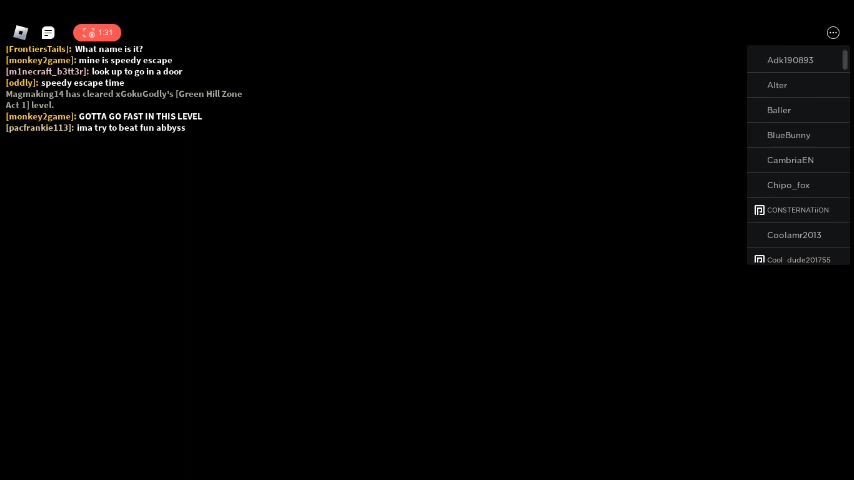 1:31
[FrontiersTails]: What name is it?
[monkey2game]: mine is speedy escape
[m1necraft_b3tt3r]: look up to go in a door
[oddly]: speedy escape time
Magmaking14 has cleared xGokuGodly's [Green Hill Zone
Act 1] level.
[monkey2game]: GOTTA GO FAST IN THIS LEVEL
[pacfrankie113]: ima try to beat fun abbyss
Adk190893
Alter
Baller
BlueBunny
CambriaEN
Chipo_fox
CONSTERNATiiON
Coolamr2013
Cool_dude201755